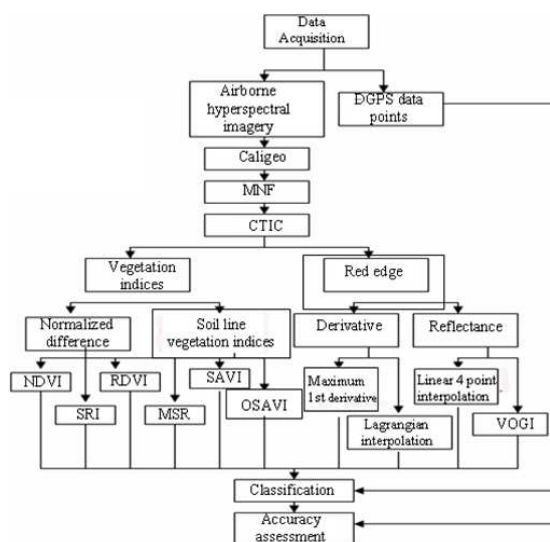 Data
Acquisition
Airborne
hyperspectral
imagery
DGPS data
points
Caligeo
MNF
CTIC
Vegetation
indices
Red edge
Normalized
difference
Soil line
vegetation indices
Derivative
Reflectance
NDVI
RDVI
SAVI
Maximum
1st derivative
Linear 4 point
interpolation
SRI
MSR
OSAVI
Lagrangian
interpolation
VOGI
Classification
Accuracy
assessment